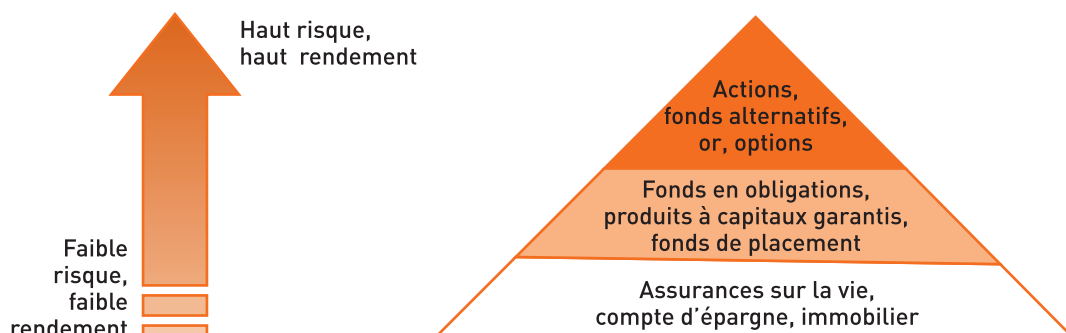 Haut risque,
haut rendement
Faible
risque,
faible
rendement
Actions,
fonds alternatifs,
or, options
Fonds en obligations,
produits à capitaux garantis,
fonds de placement
Assurances sur la vie,
compte d'épargne, immobilier